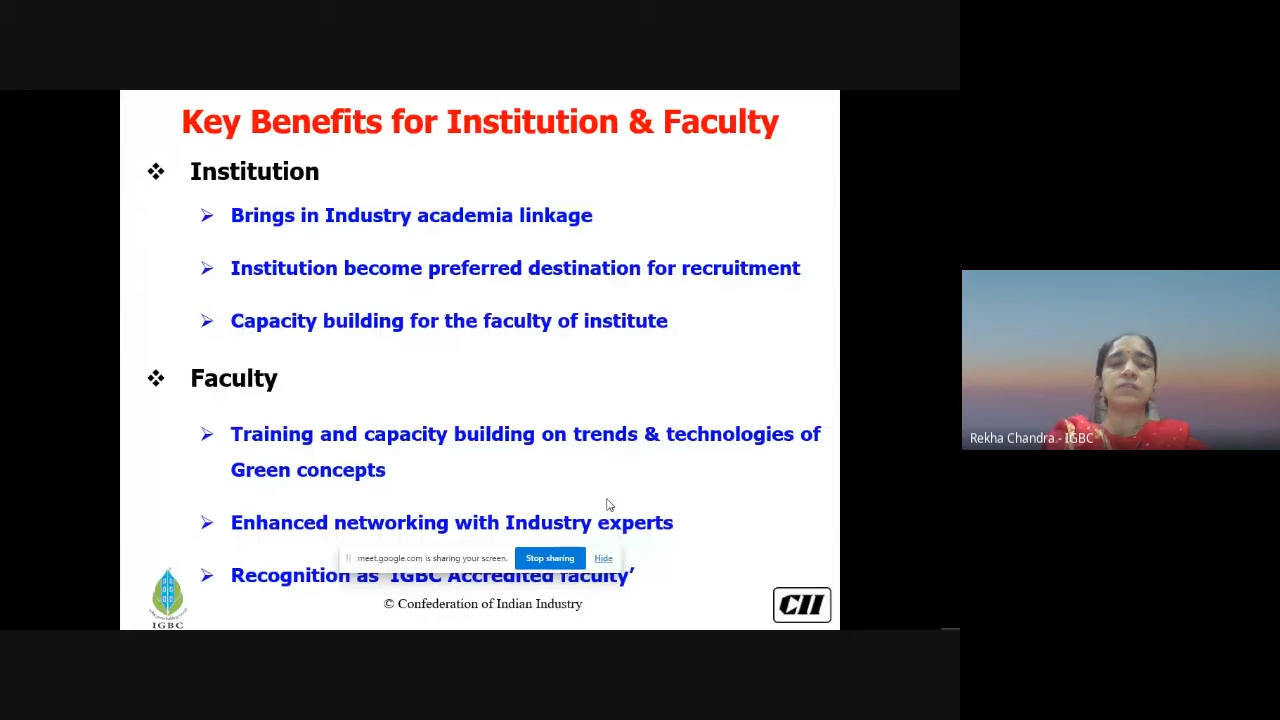 Key Benefits for Institution & Faculty
Institution
Brings in Industry academia linkage
Institution become preferred destination for recruitment
Capacity building for the faculty of institute
Faculty
Training and capacity building on trends & technologies of
Green concepts
Enhanced networking with Industry experts
meet.google.com is sharing your screen. Stop sharing Hide
Recognition as 'IGBC Accredited faculty'
© Confederation of Indian Industry
IGBC
CII
Rekha Chandra - IGBC